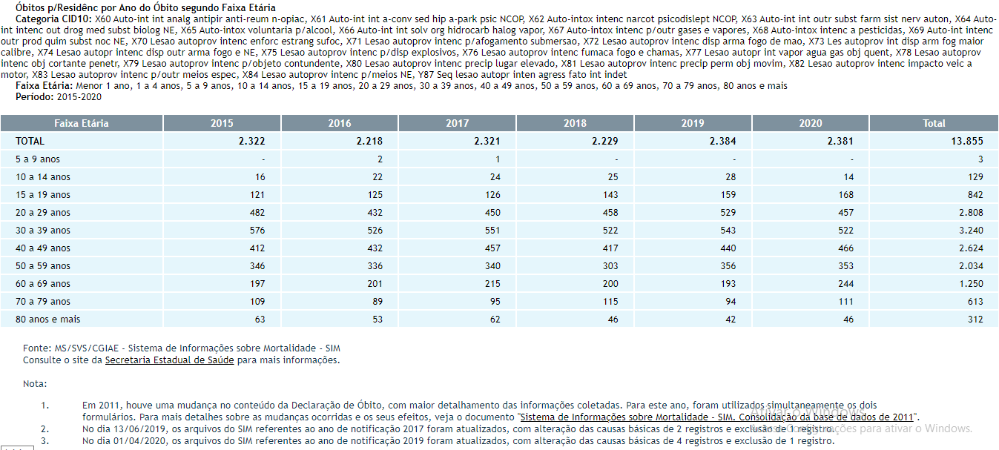 Óbitos p/Residênc por Ano do Óbito segundo Faixa Etária
Categoria CID10: X60 Auto-int int analg antipir anti-reum n-opiac, X61 Auto-int int a-conv sed hip a-park psic NCOP, X62 Auto-intox intenc narcot psicodislept NCOP, X63 Auto-int int outr subst farm sist nerv auton, X64 Auto-
int intenc out drog med subst biolog NE, X65 Auto-intox voluntaria p/alcool, X66 Auto-int int solv org hidrocarb halog vapor, X67 Auto-intox intenc p/outr gases e vapores, X68 Auto-intox intenc a pesticidas, X69 Auto-int intenc
outr prod quim subst noc NE, X70 Lesao autoprov intenc enforc estrang sufoc, X71 Lesao autoprov intenc p/afogamento submersao, X72 Lesao autoprov intenc disp arma fogo de mao, X73 Les autoprov int disp arm fog maior
calibre, X74 Lesao autopr intenc disp outr arma fogo e NE, X75 Lesao autoprov intenc p/disp explosivos, X76 Lesao autoprov intenc fumaca fogo e chamas, X77 Lesao autopr int vapor agua gas obj quent, X78 Lesao autoprov
intenc obj cortante penetr, X79 Lesao autoprov intenc p/objeto contundente, X80 Lesao autoprov intenc precip lugar elevado, X81 Lesao autoprov intenc precip perm obj movim, X82 Lesao autoprov intenc impacto veic a
motor, X83 Lesao autoprov intenc p/outr meios espec, X84 Lesao autoprov intenc p/meios NE, Y87 Seq lesao autopr inten agress fato int indet
Faixa Etária: Menor 1 ano, 1 a 4 anos, 5 a 9 anos, 10 a 14 anos, 15 a 19 anos, 20 a 29 anos, 30 a 39 anos, 40 a 49 anos, 50 a 59 anos, 60 a 69 anos, 70 a 79 anos, 80 anos e mais
Período: 2015-2020
Faixa Etária 2015 2016 2017 2018 2019 2020 Total
TOTAL 2.322 2.218 2.321 2.229 2.384 2.381 13.855
5 a 9 anos - 2 1 - - - 3
10 a 14 anos 16 22 24 25 28 14 129
15 a 19 anos 121 125 126 143 159 168 842
20 a 29 anos 482 432 450 458 529 457 2.808
30 a 39 anos 576 526 551 522 543 522 3.240
40 a 49 anos 412 432 457 417 440 466 2.624
50 a 59 anos 346 336 340 303 356 353 2.034
60 a 69 anos 197 201 215 200 193 244 1.250
70 a 79 anos 109 89 95 115 94 111 613
80 anos e mais 63 53 62 46 42 46 312
Fonte: MS/SVS/CGIAE - Sistema de Informações sobre Mortalidade - SIM
Consulte o site da Secretaria Estadual de Saúde para mais informações.
Nota:
1. Em 2011, houve uma mudança no conteúdo da Declaração de Óbito, com maior detalhamento das informações coletadas. Para este ano, foram utilizados simultaneamente os dois
formulários. Para mais detalhes sobre as mudanças ocorridas e os seus efeitos, veja o documento "Sistema de Informações sobre Mortalidade - SIM. Consolidação da base de dados de 2011".
2. No dia 13/06/2019, os arquivos do SIM referentes ao ano de notificação 2017 foram atualizados, com alteração das causas básicas de 2 registros e exclusão de 1 registro.
3. No dia 01/04/2020, os arquivos do SIM referentes ao ano de notificação 2019 foram atualizados, com alteração das causas básicas de 4 registros e exclusão de 1 registro.
Ativar o Windows
Configurações para ativar o Windows.